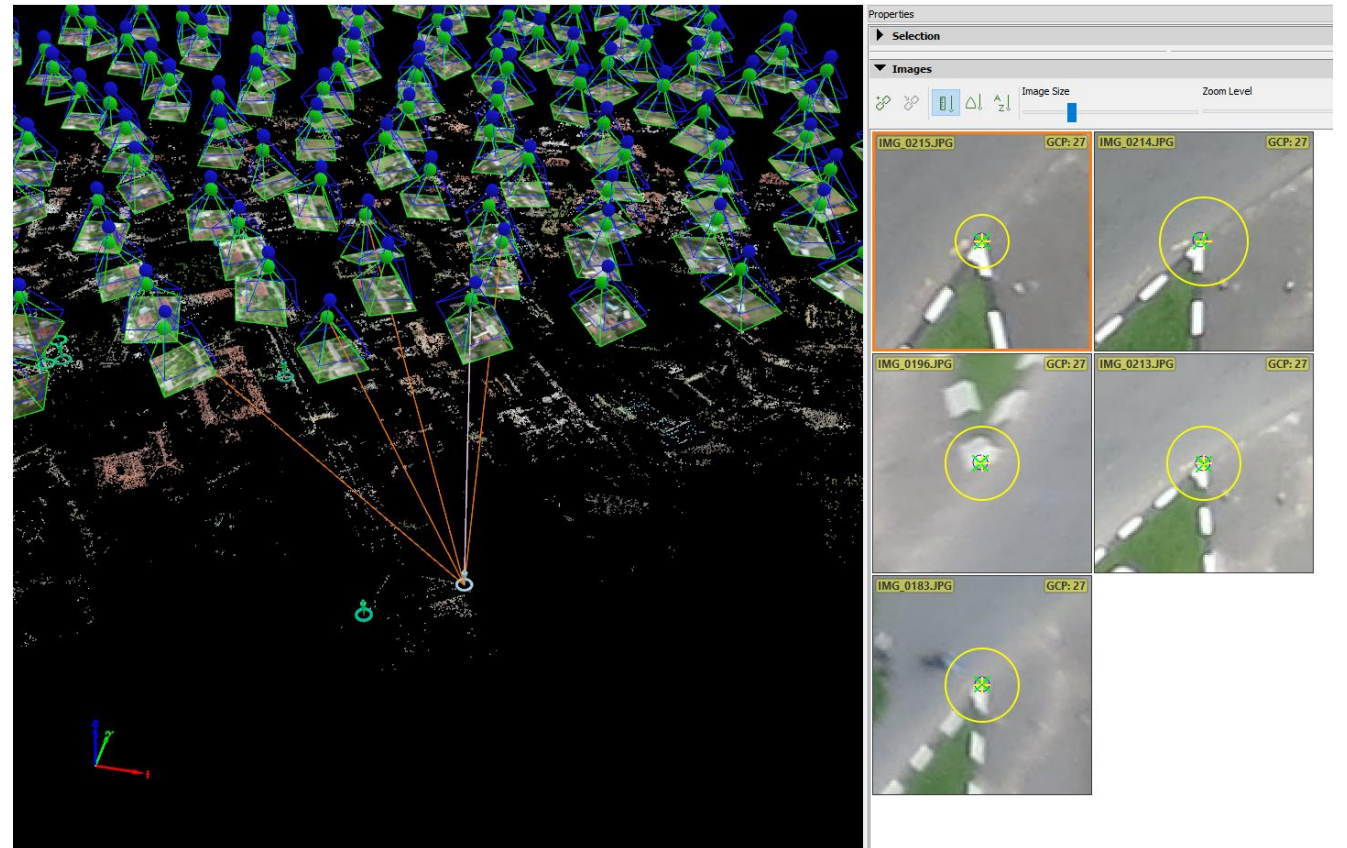 Properties
Selection
Images
Image Size
Zoom Level
IMG_0215.JPG GCP: 27
IMG_0214.JPG GCP: 27
IMG_0196.JPG GCP: 27
IMG_0213.JPG GCP: 27
IMG_0183.JPG GCP: 27